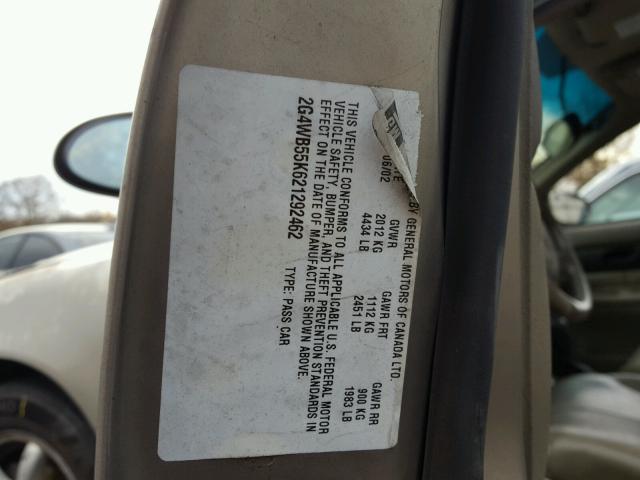 BY GENERAL MOTORS OF CANADA LTD.
06/02 GVWR GAWR FRT GAWR RR
2012 KG 1112 KG 900 KG
4434 LB 2451 LB 1983 LB
THIS VEHICLE CONFORMS TO ALL APPLICABLE U.S. FEDERAL MOTOR
VEHICLE SAFETY, BUMPER, AND THEFT PREVENTION STANDARDS IN
EFFECT ON THE DATE OF MANUFACTURE SHOWN ABOVE.
2G4WB55K621292462 TYPE: PASS CAR